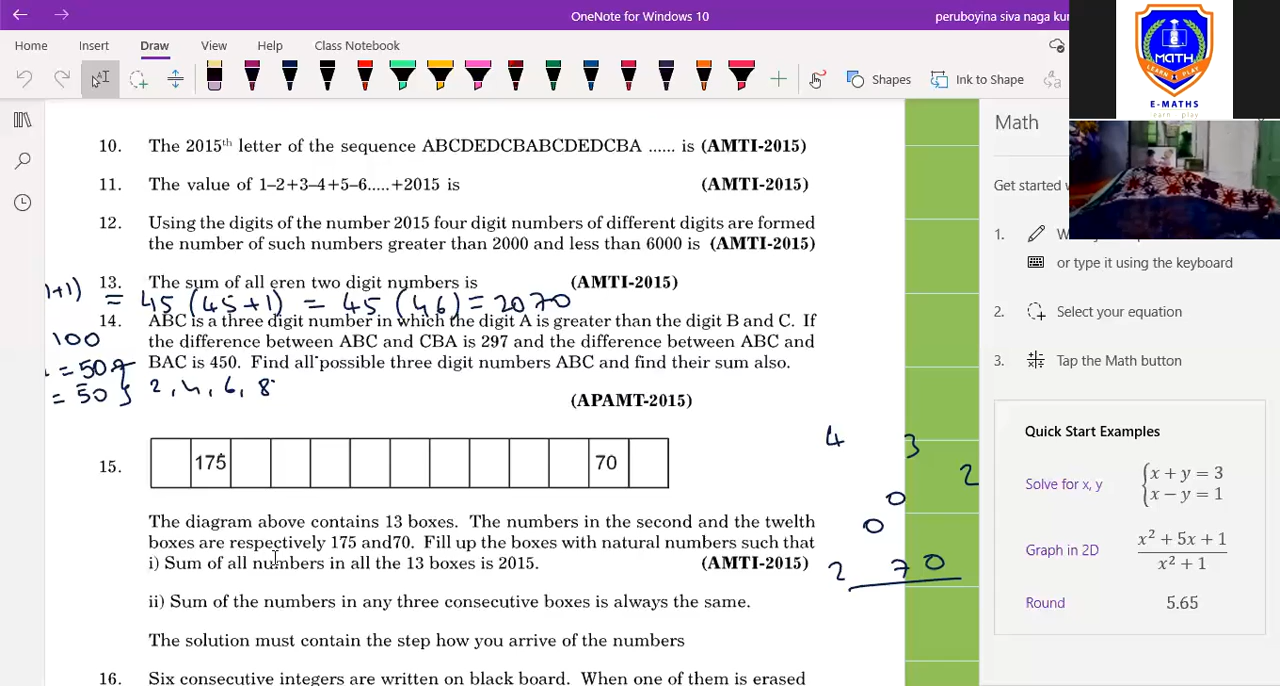 OneNote for Windows 10
peruboyina siva naga kur
Home Insert Draw View Help Class Notebook
Shapes
Ink to Shape
MATH
LEARN & PLAY
E-MATHS
earn - play
10. The 2015th letter of the sequence ABCDEDCBABCDEDCBA ...... is (AMTI-2015)
11. The value of 1–2+3–4+5–6.....+2015 is (AMTI-2015)
12. Using the digits of the number 2015 four digit numbers of different digits are formed
the number of such numbers greater than 2000 and less than 6000 is (AMTI-2015)
13. The sum of all eren two digit numbers is (AMTI-2015)
+1) = 45 (45+1) = 45 (46) = 2070
14. ABC is a three digit number in which the digit A is greater than the digit B and C. If
the difference between ABC and CBA is 297 and the difference between ABC and
100
BAC is 450. Find all possible three digit numbers ABC and find their sum also.
= 50
= 50 } 2, 4, 6, 8
(APAMT-2015)
15. 175 70
4 3
2
0
0
2 70
The diagram above contains 13 boxes. The numbers in the second and the twelth
boxes are respectively 175 and70. Fill up the boxes with natural numbers such that
i) Sum of all numbers in all the 13 boxes is 2015. (AMTI-2015)
ii) Sum of the numbers in any three consecutive boxes is always the same.
The solution must contain the step how you arrive of the numbers
16. Six consecutive integers are written on black board. When one of them is erased
Math
Get started
1. W
or type it using the keyboard
2. Select your equation
3. Tap the Math button
Quick Start Examples
Solve for x, y { x + y = 3
x − y = 1
Graph in 2D x² + 5x + 1
x² + 1
Round 5.65